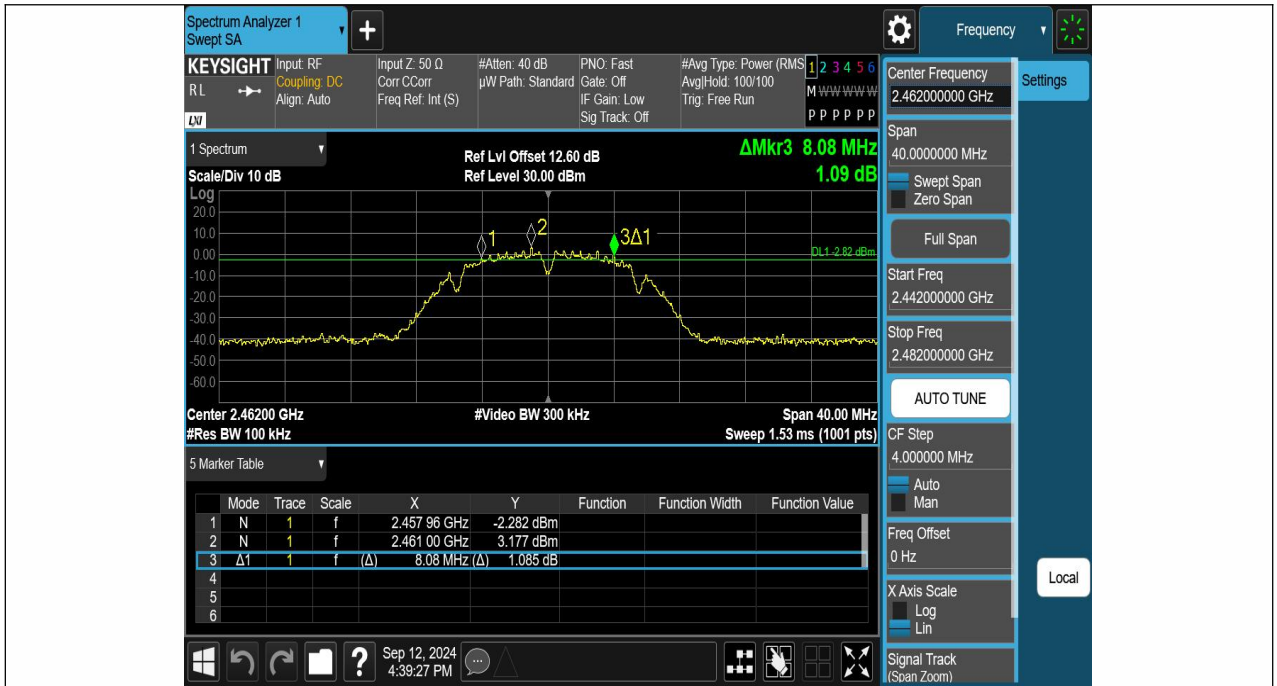 Spectrum Analyzer 1
Swept SA
+
Frequency
KEYSIGHT
RL
LXI
Input: RF
Coupling: DC
Align: Auto
Input Z: 50 Ω
Corr CCorr
Freq Ref: Int (S)
#Atten: 40 dB
µW Path: Standard
PNO: Fast
Gate: Off
IF Gain: Low
Sig Track: Off
#Avg Type: Power (RMS
Avg|Hold: 100/100
Trig: Free Run
1 2 3 4 5 6
M W W W W W
P P P P P P
1 Spectrum
Scale/Div 10 dB
Ref Lvl Offset 12.60 dB
Ref Level 30.00 dBm
ΔMkr3 8.08 MHz
1.09 dB
Log
20.0
10.0
0.00
-10.0
-20.0
-30.0
-40.0
-50.0
-60.0
1
2
3Δ1
DL1 -2.82 dBm
Center 2.46200 GHz
#Video BW 300 kHz
Span 40.00 MHz
#Res BW 100 kHz
Sweep 1.53 ms (1001 pts)
5 Marker Table
Mode Trace Scale X Y Function Function Width Function Value
1 N 1 f 2.457 96 GHz -2.282 dBm
2 N 1 f 2.461 00 GHz 3.177 dBm
3 Δ1 1 f (Δ) 8.08 MHz (Δ) 1.085 dB
4
5
6
?
Sep 12, 2024
4:39:27 PM
Center Frequency
2.462000000 GHz
Span
40.0000000 MHz
Swept Span
Zero Span
Full Span
Start Freq
2.442000000 GHz
Stop Freq
2.482000000 GHz
AUTO TUNE
CF Step
4.000000 MHz
Auto
Man
Freq Offset
0 Hz
X Axis Scale
Log
Lin
Signal Track
(Span Zoom)
Settings
Local